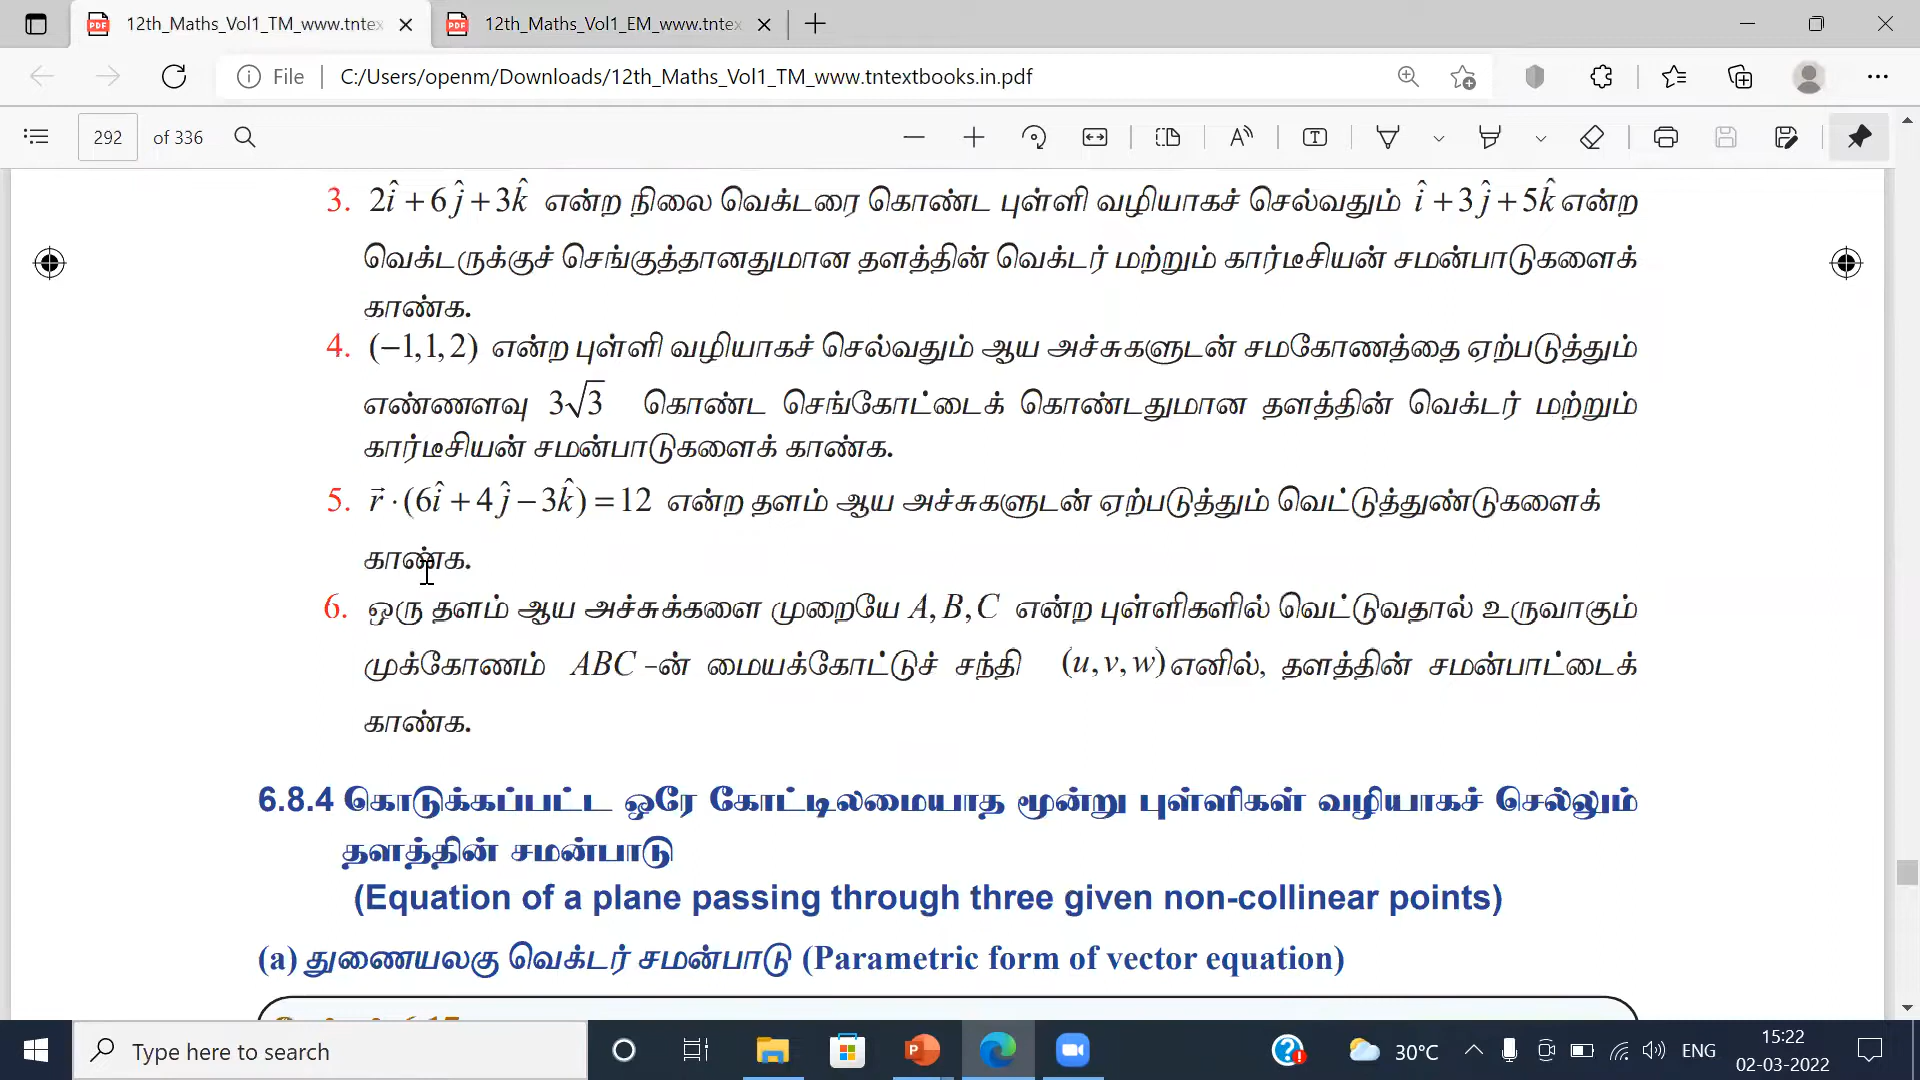 12th_Maths_Vol1_TM_www.tntex
12th_Maths_Vol1_EM_www.tntex
File C:/Users/openm/Downloads/12th_Maths_Vol1_TM_www.tntextbooks.in.pdf
292 of 336
3. 2î + 6ĵ + 3k̂ என்ற நிலை வெக்டரை கொண்ட புள்ளி வழியாகச் செல்வதும் î + 3ĵ + 5k̂ என்ற
வெக்டருக்குச் செங்குத்தானதுமான தளத்தின் வெக்டர் மற்றும் கார்டீசியன் சமன்பாடுகளைக்
காண்க.
4. (−1,1,2) என்ற புள்ளி வழியாகச் செல்வதும் ஆய அச்சுகளுடன் சமகோணத்தை ஏற்படுத்தும்
எண்ணளவு 3√3 கொண்ட செங்கோட்டைக் கொண்டதுமான தளத்தின் வெக்டர் மற்றும்
கார்டீசியன் சமன்பாடுகளைக் காண்க.
5. r⃗ · (6î + 4ĵ − 3k̂) = 12 என்ற தளம் ஆய அச்சுகளுடன் ஏற்படுத்தும் வெட்டுத்துண்டுகளைக்
காண்க.
6. ஒரு தளம் ஆய அச்சுக்களை முறையே A, B, C என்ற புள்ளிகளில் வெட்டுவதால் உருவாகும்
முக்கோணம் ABC −ன் மையக்கோட்டுச் சந்தி (u, v, w) எனில், தளத்தின் சமன்பாட்டைக்
காண்க.
6.8.4 கொடுக்கப்பட்ட ஒரே கோட்டிலமையாத மூன்று புள்ளிகள் வழியாகச் செல்லும்
தளத்தின் சமன்பாடு
(Equation of a plane passing through three given non-collinear points)
(a) துணையலகு வெக்டர் சமன்பாடு (Parametric form of vector equation)
Type here to search
30°C
ENG
15:22
02-03-2022